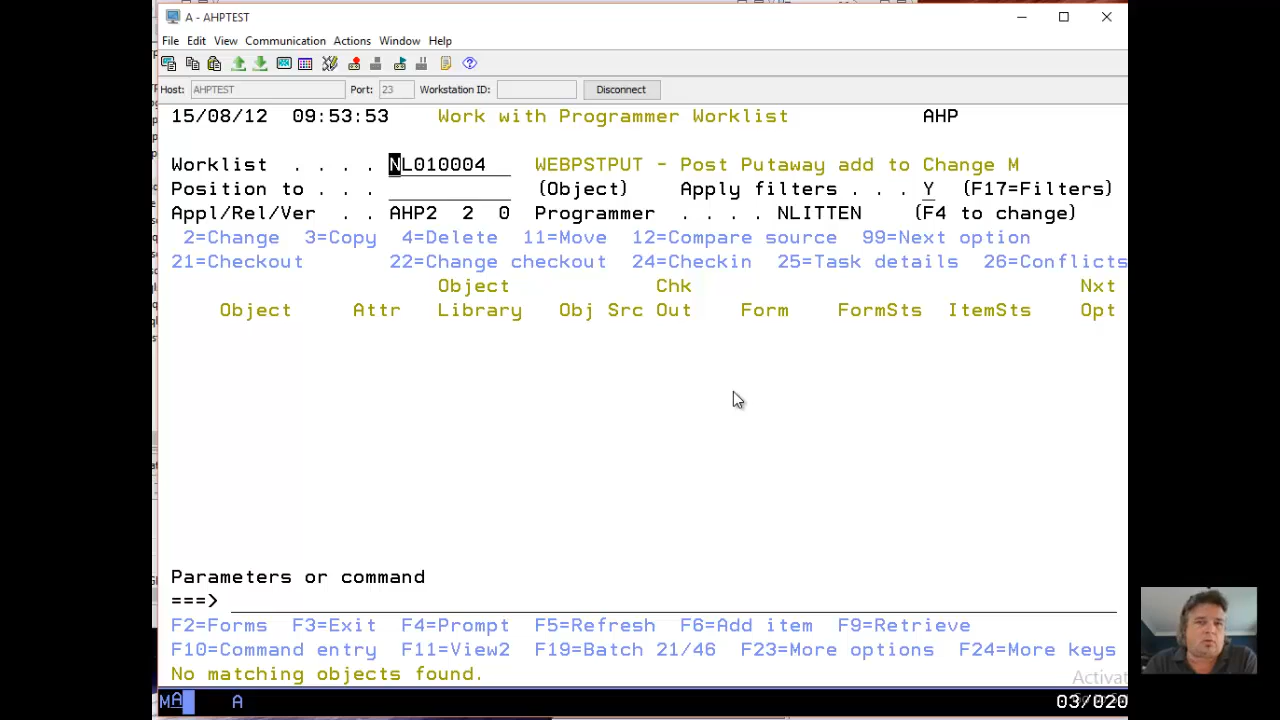 A - AHPTEST
File Edit View Communication Actions Window Help
Host: AHPTEST Port: 23 Workstation ID: Disconnect
15/08/12 09:53:53 Work with Programmer Worklist AHP
Worklist . . . . NL010004 WEBPSTPUT - Post Putaway add to Change M
Position to . . . (Object) Apply filters . . . Y (F17=Filters)
Appl/Rel/Ver . . AHP2 2 0 Programmer . . . . NLITTEN (F4 to change)
2=Change 3=Copy 4=Delete 11=Move 12=Compare source 99=Next option
21=Checkout 22=Change checkout 24=Checkin 25=Task details 26=Conflicts
Object Chk Nxt
Object Attr Library Obj Src Out Form FormSts ItemSts Opt
Parameters or command
===>
F2=Forms F3=Exit F4=Prompt F5=Refresh F6=Add item F9=Retrieve
F10=Command entry F11=View2 F19=Batch 21/46 F23=More options F24=More keys
No matching objects found.
Activat
MA A 03/020